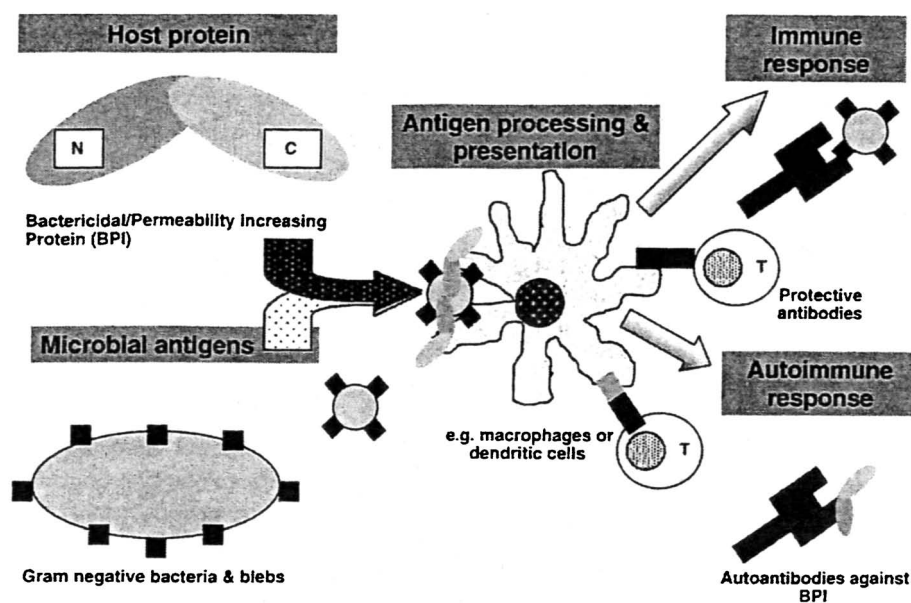 Host protein
N
C
Bactericidal/Permeability Increasing
Protein (BPI)
Immune
response
Antigen processing &
presentation
T
Protective
antibodies
Microbial antigens
Autoimmune
response
e.g. macrophages or
dendritic cells
T
Gram negative bacteria & blebs
Autoantibodies against
BPI